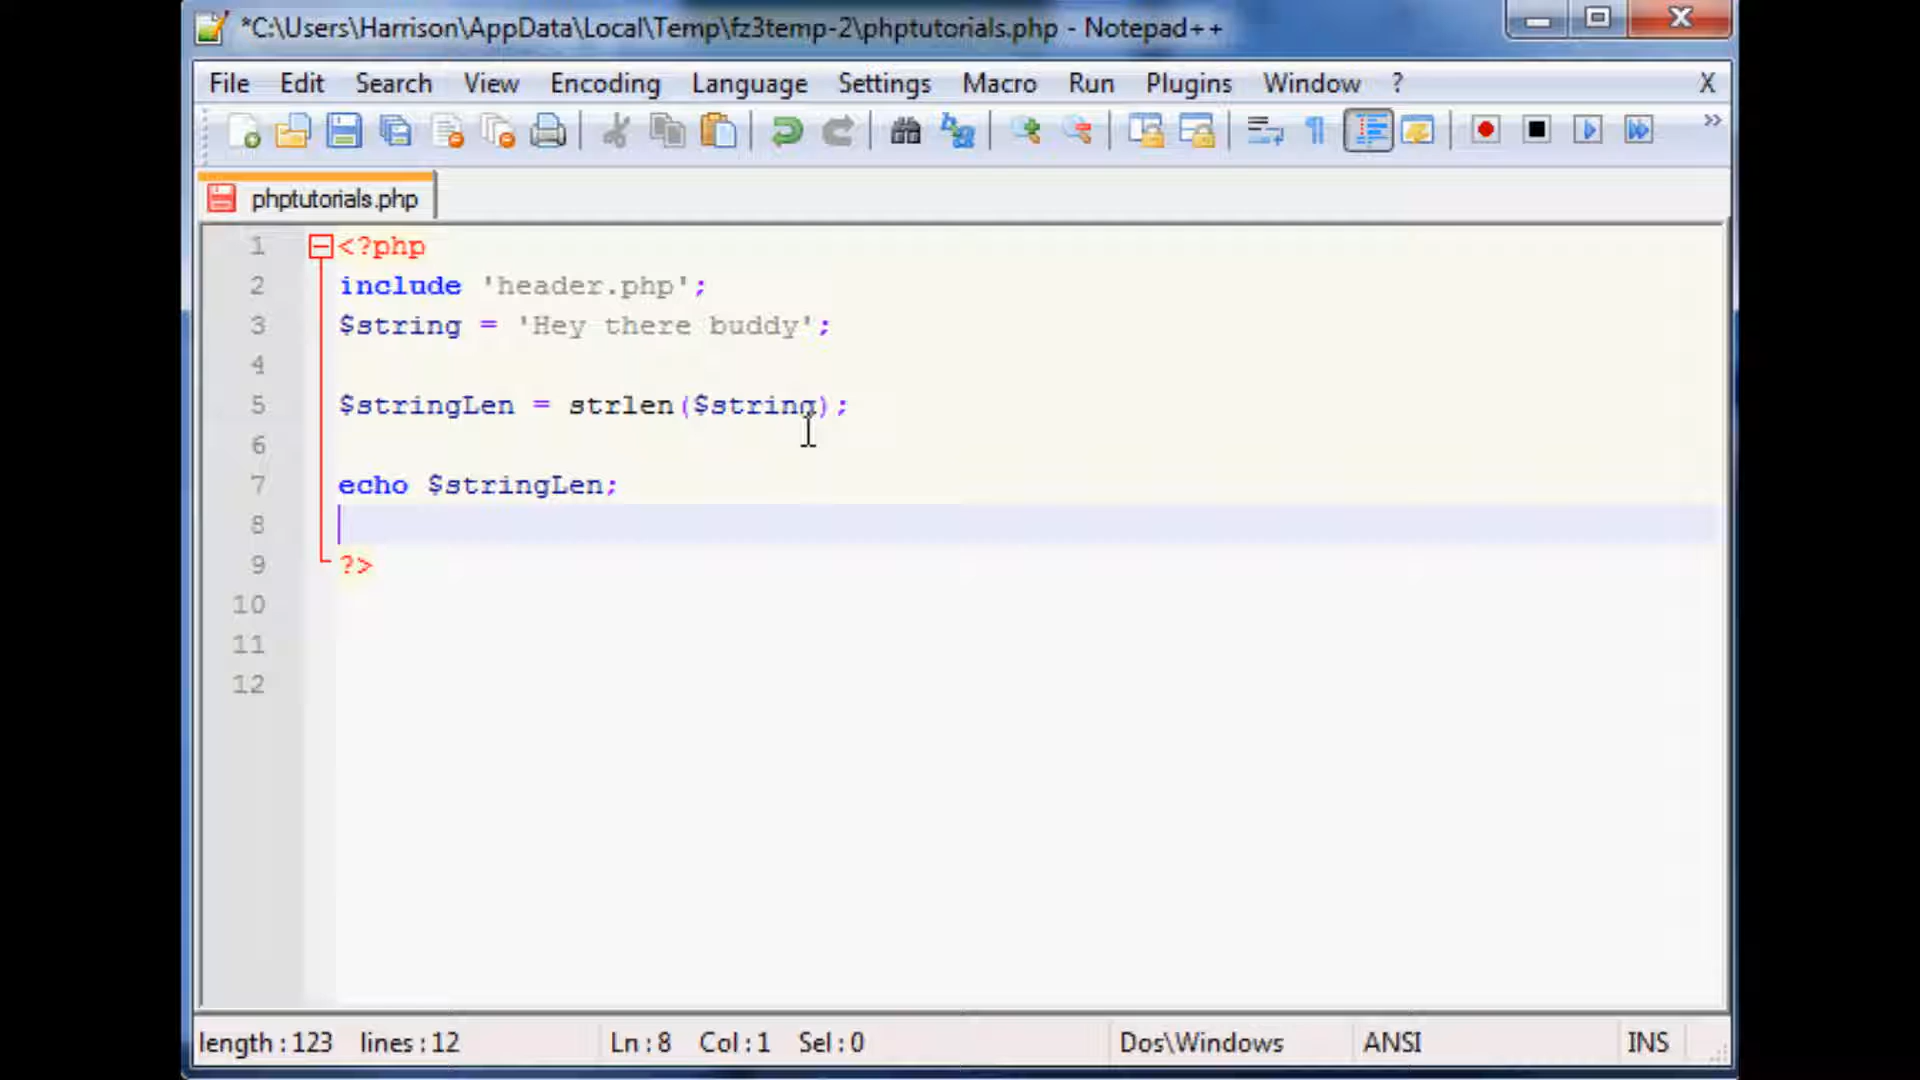 *C:\Users\Harrison\AppData\Local\Temp\fz3temp-2\phptutorials.php - Notepad++
File Edit Search View Encoding Language Settings Macro Run Plugins Window ? X
phptutorials.php
1 <?php
2 include 'header.php';
3 $string = 'Hey there buddy';
4
5 $stringLen = strlen($string);
6
7 echo $stringLen;
8
9 ?>
10
11
12
length : 123 lines : 12 Ln : 8 Col : 1 Sel : 0 Dos\Windows ANSI INS